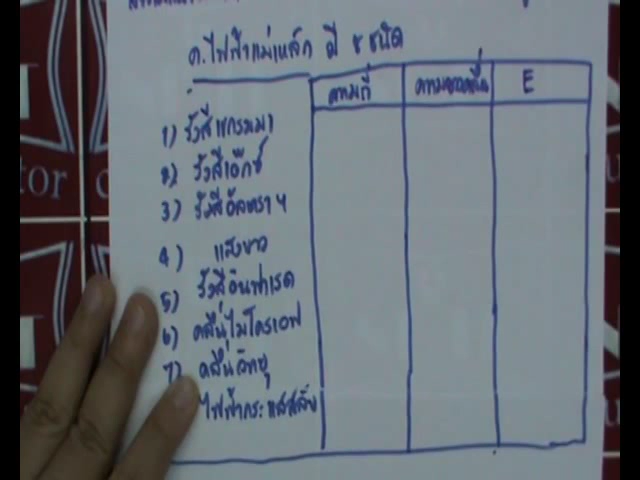 ค.ไฟฟ้าแม่เหล็ก มี 8 ชนิด
ความถี่ ความยาวคลื่น E
1) รังสีแกรมมา
2) รังสีเอ๊กซ์
3) รังสีอัลตราฯ
4) แสงขาว
5) รังสีอินฟาเรด
6) คลื่นไมโครเวฟ
7) คลื่นวิทยุ
ไฟฟ้ากระแสสลับ
tor